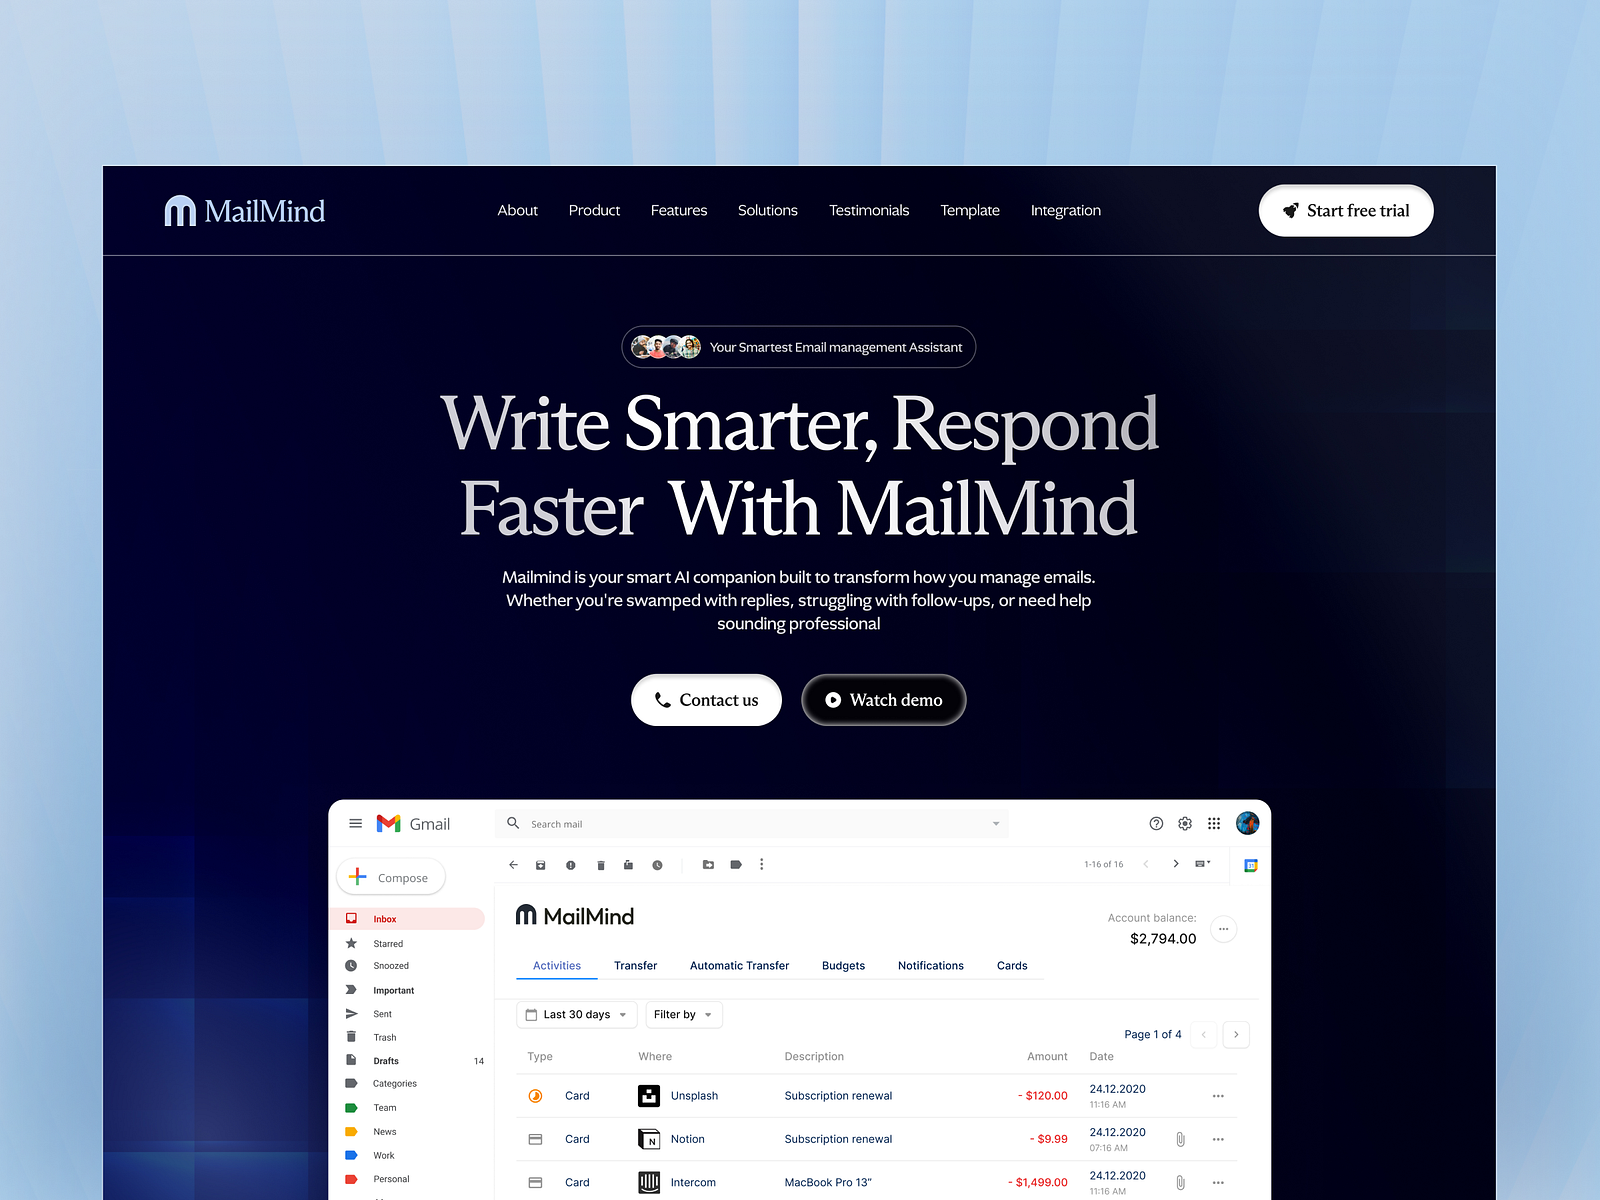 MailMind
About Product Features Solutions Testimonials Template Integration
Start free trial
Your Smartest Email management Assistant
Write Smarter, Respond
Faster With MailMind
Mailmind is your smart AI companion built to transform how you manage emails.
Whether you're swamped with replies, struggling with follow-ups, or need help
sounding professional
Contact us
Watch demo
Gmail
Search mail
Compose
1-16 of 16
31
Inbox
Starred
Snoozed
Important
Sent
Trash
Drafts 14
Categories
Team
News
Work
Personal
MailMind
Account balance:
$2,794.00
Activities Transfer Automatic Transfer Budgets Notifications Cards
Last 30 days
Filter by
Page 1 of 4
Type Where Description Amount Date
Card Unsplash Subscription renewal - $120.00 24.12.2020
11:16 AM
Card Notion Subscription renewal - $9.99 24.12.2020
07:16 AM
Card Intercom MacBook Pro 13” - $1,499.00 24.12.2020
11:16 AM